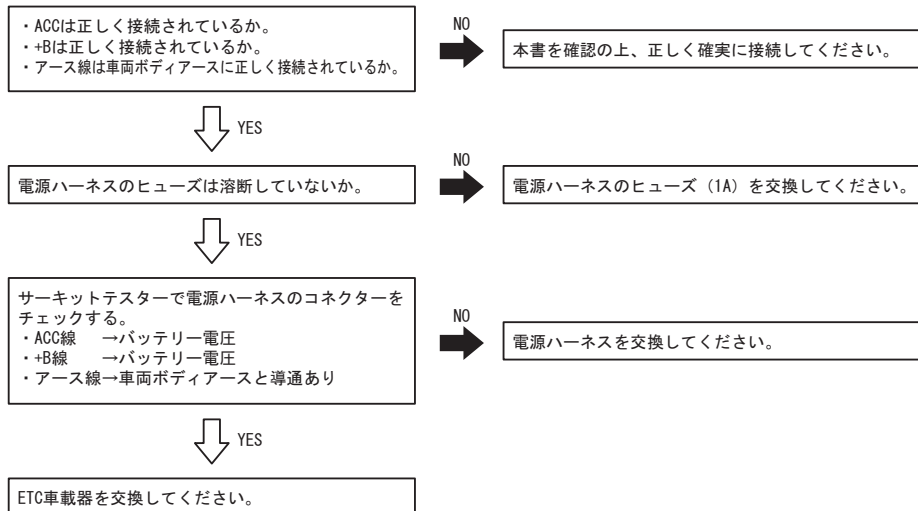 ・ACCは正しく接続されているか。
・+Bは正しく接続されているか。
・アース線は車両ボディアースに正しく接続されているか。
NO
本書を確認の上、正しく確実に接続してください。
YES
電源ハーネスのヒューズは溶断していないか。
NO
電源ハーネスのヒューズ（1A）を交換してください。
YES
サーキットテスターで電源ハーネスのコネクターを
チェックする。
・ACC線　→バッテリー電圧
・+B線　→バッテリー電圧
・アース線→車両ボディアースと導通あり
NO
電源ハーネスを交換してください。
YES
ETC車載器を交換してください。